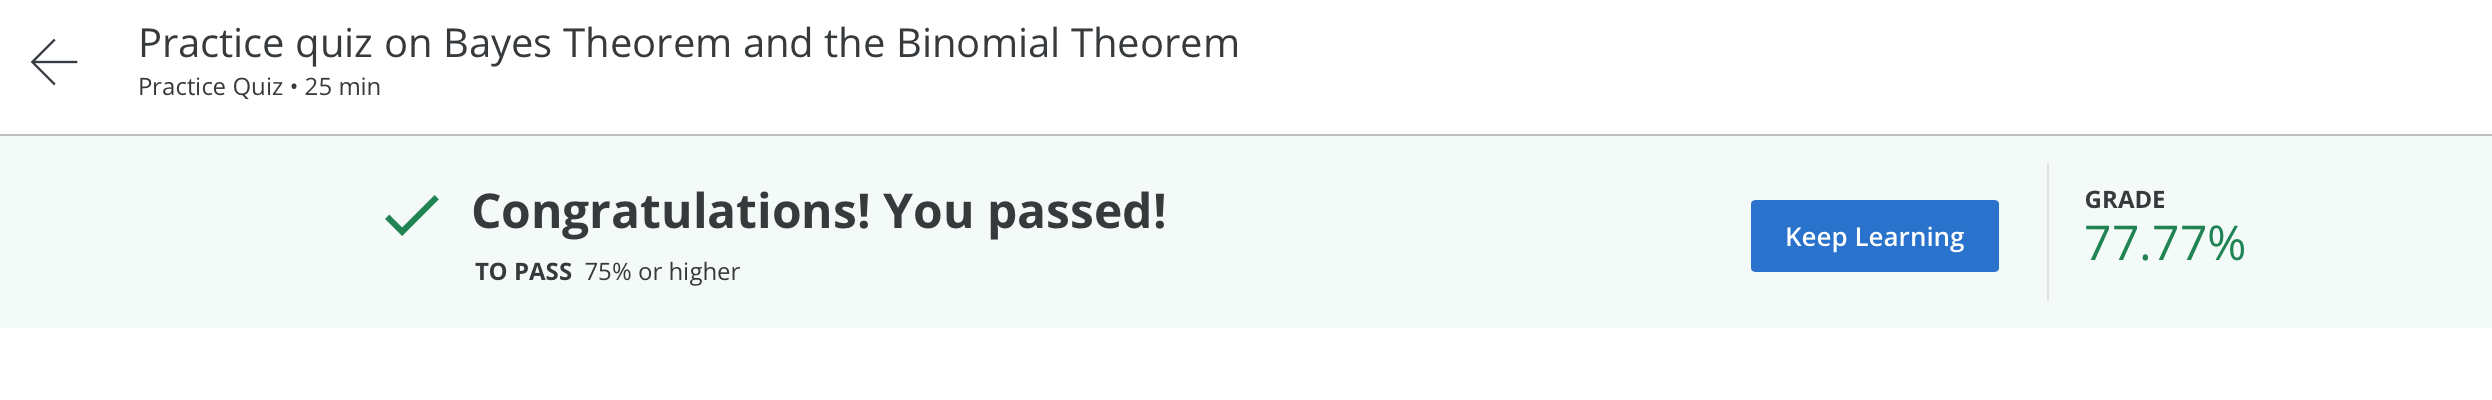 Practice quiz on Bayes Theorem and the Binomial Theorem
Practice Quiz • 25 min
Congratulations! You passed!
TO PASS 75% or higher
Keep Learning
GRADE
77.77%